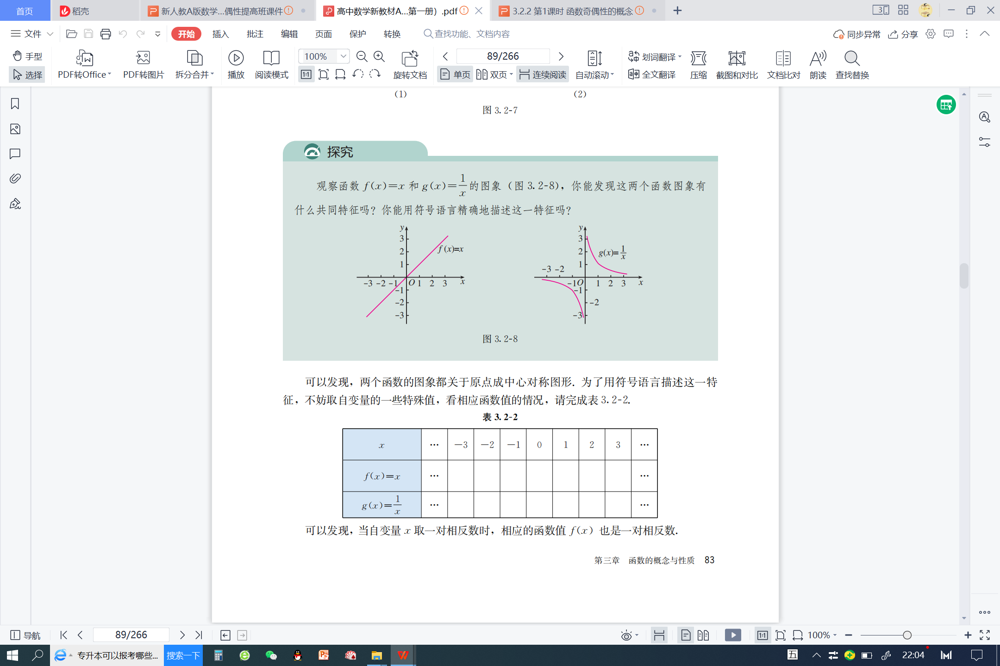 首页
稻壳
新人教A版数学...偶性提高班课件
高中数学新教材A...第一册）.pdf
3.2.2 第1课时 函数奇偶性的概念
文件
开始
插入
批注
编辑
页面
保护
转换
查找功能、文档内容
同步异常
分享
手型
选择
PDF转Office
PDF转图片
拆分合并
播放
阅读模式
100%
旋转文档
89/266
单页
双页
连续阅读
自动滚动
划词翻译
全文翻译
压缩
截图和对比
文档比对
朗读
查找替换
(1)
(2)
图 3.2-7
探究
观察函数 f(x)=x 和 g(x)=1/x 的图象（图 3.2-8），你能发现这两个函数图象有
什么共同特征吗？你能用符号语言精确地描述这一特征吗？
y
3
2
1
f(x)=x
-3 -2 -1 O 1 2 3 x
-1
-2
-3
y
3
2
1
g(x)=1/x
-3 -2
-1 O 1 2 3 x
-1
-2
-3
图 3.2-8
可以发现，两个函数的图象都关于原点成中心对称图形. 为了用符号语言描述这一特
征，不妨取自变量的一些特殊值，看相应函数值的情况，请完成表 3.2-2.
表 3.2-2
x … -3 -2 -1 0 1 2 3 …
f(x)=x … …
g(x)=1/x … …
可以发现，当自变量 x 取一对相反数时，相应的函数值 f(x) 也是一对相反数.
第三章 函数的概念与性质 83
导航
89/266
100%
专升本可以报考哪些...
搜索一下
五
22:04